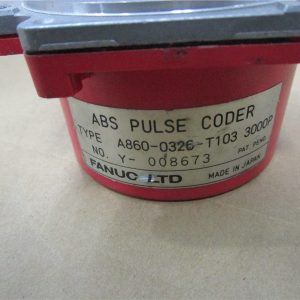 ABS PULSE CODER
TYPE A860-0326-T103 3000P
NO. Y- 008673 PAT. PEND.
FANUC LTD MADE IN JAPAN